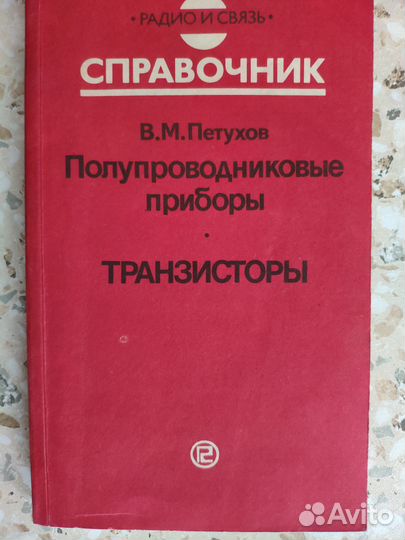 • РАДИО И СВЯЗЬ •
СПРАВОЧНИК
В.М.Петухов
Полупроводниковые
приборы
•
ТРАНЗИСТОРЫ
Avito